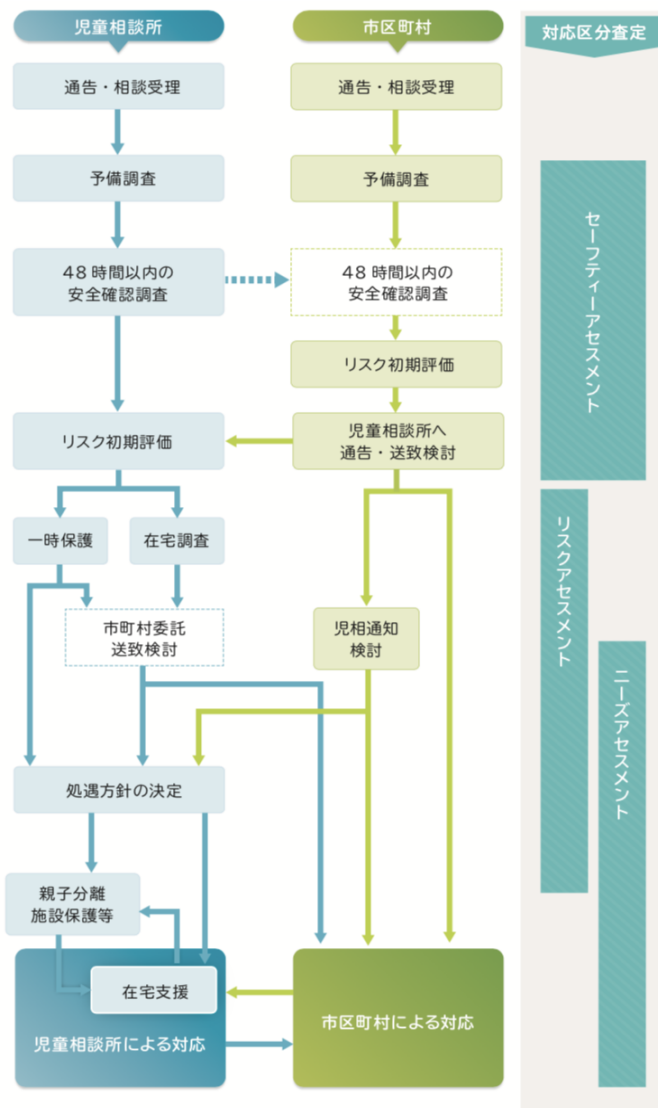 児童相談所
市区町村
対応区分査定
通告・相談受理
通告・相談受理
予備調査
予備調査
48 時間以内の
安全確認調査
48 時間以内の
安全確認調査
リスク初期評価
児童相談所へ
通告・送致検討
リスク初期評価
一時保護
在宅調査
市町村委託
送致検討
児相通知
検討
処遇方針の決定
親子分離
施設保護等
在宅支援
児童相談所による対応
市区町村による対応
セーフティーアセスメント
リスクアセスメント
ニーズアセスメント